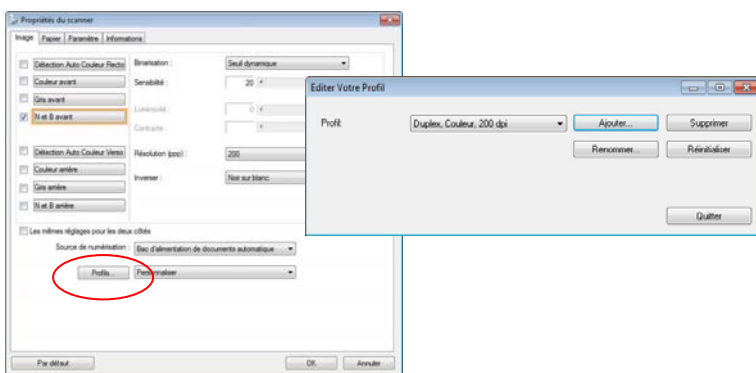 Propriétés du scanner
Image Papier Paramètre Informations
Détection Auto Couleur Recto
Couleur avant
Gris avant
N et B avant
Détection Auto Couleur Verso
Couleur arrière
Gris arrière
N et B arrière
Binarisation : Seuil dynamique
Sensibilité : 20
Luminosité : 0
Contraste :
Résolution (ppp) : 200
Inverser : Noir sur blanc.
Les mêmes réglages pour les deux côtés
Source de numérisation : Bac d'alimentation de documents automatique
Profils... Personnaliser
Par défaut OK Annuler
Editer Votre Profil
Profil: Duplex, Couleur, 200 dpi Ajouter... Supprimer
Renommer... Réinitialiser
Quitter